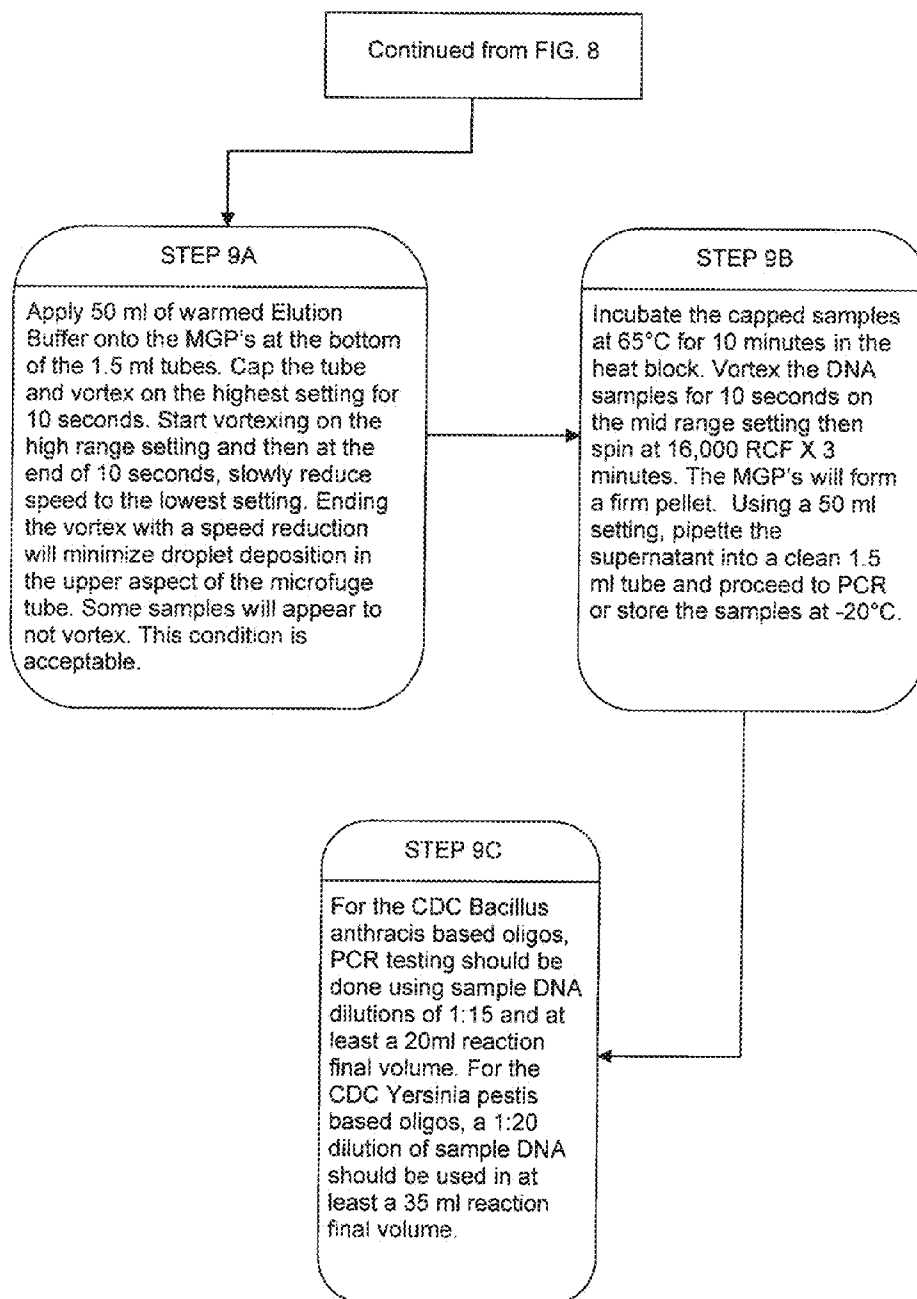 Continued from FIG. 8
STEP 9A
Apply 50 ml of warmed Elution
Buffer onto the MGP's at the bottom
of the 1.5 ml tubes. Cap the tube
and vortex on the highest setting for
10 seconds. Start vortexing on the
high range setting and then at the
end of 10 seconds, slowly reduce
speed to the lowest setting. Ending
the vortex with a speed reduction
will minimize droplet deposition in
the upper aspect of the microfuge
tube. Some samples will appear to
not vortex. This condition is
acceptable.
STEP 9B
Incubate the capped samples
at 65°C for 10 minutes in the
heat block. Vortex the DNA
samples for 10 seconds on
the mid range setting then
spin at 16,000 RCF X 3
minutes. The MGP's will form
a firm pellet. Using a 50 ml
setting, pipette the
supernatant into a clean 1.5
ml tube and proceed to PCR
or store the samples at -20°C.
STEP 9C
For the CDC Bacillus
anthracis based oligos,
PCR testing should be
done using sample DNA
dilutions of 1:15 and at
least a 20ml reaction
final volume. For the
CDC Yersinia pestis
based oligos, a 1:20
dilution of sample DNA
should be used in at
least a 35 ml reaction
final volume.